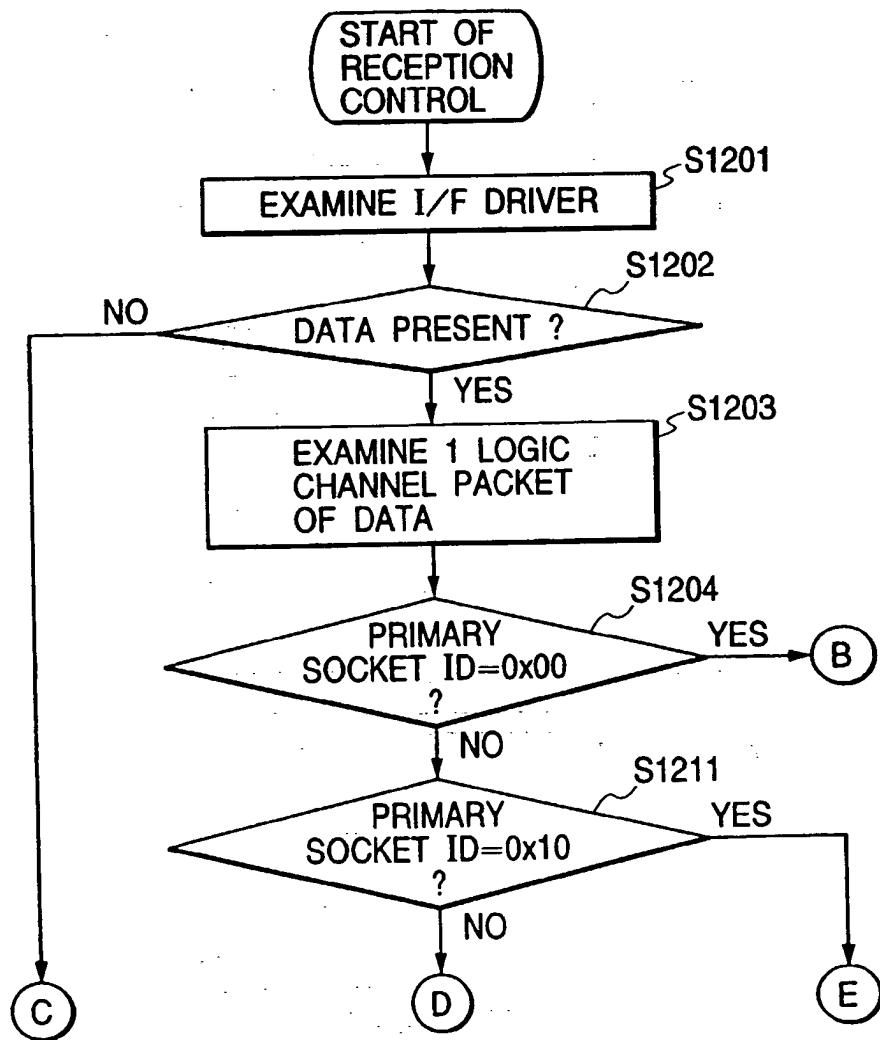 START OF
RECEPTION
CONTROL
S1201
EXAMINE I/F DRIVER
S1202
NO
DATA PRESENT ?
YES
S1203
EXAMINE 1 LOGIC
CHANNEL PACKET
OF DATA
S1204
PRIMARY
SOCKET ID=0x00
?
YES
B
NO
S1211
PRIMARY
SOCKET ID=0x10
?
YES
NO
C
D
E